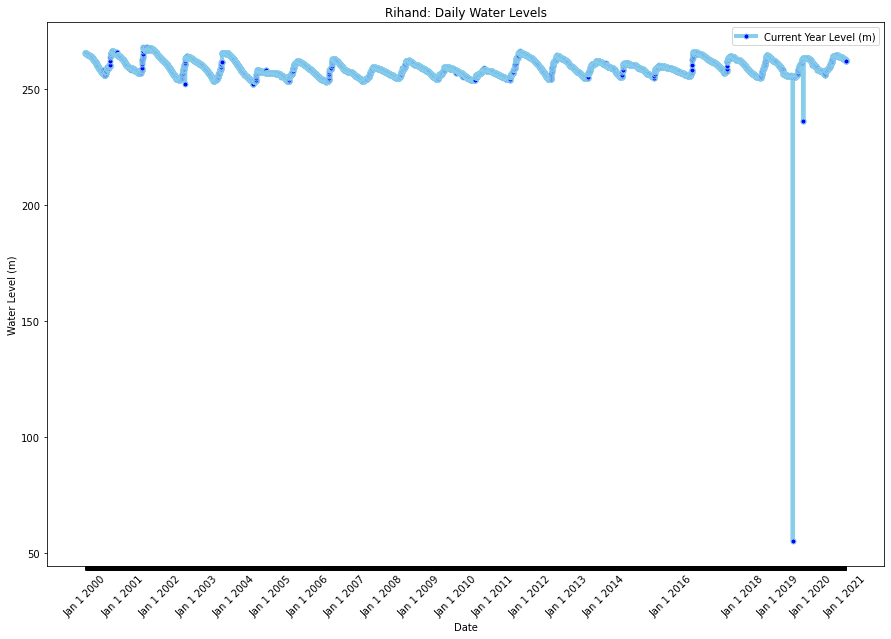 Rihand: Daily Water Levels
Current Year Level (m)
Water Level (m)
250
200
150
100
50
Jan 1 2000
Jan 1 2001
Jan 1 2002
Jan 1 2003
Jan 1 2004
Jan 1 2005
Jan 1 2006
Jan 1 2007
Jan 1 2008
Jan 1 2009
Jan 1 2010
Jan 1 2011
Jan 1 2012
Jan 1 2013
Jan 1 2014
Jan 1 2016
Jan 1 2018
Jan 1 2019
Jan 1 2020
Jan 1 2021
Date